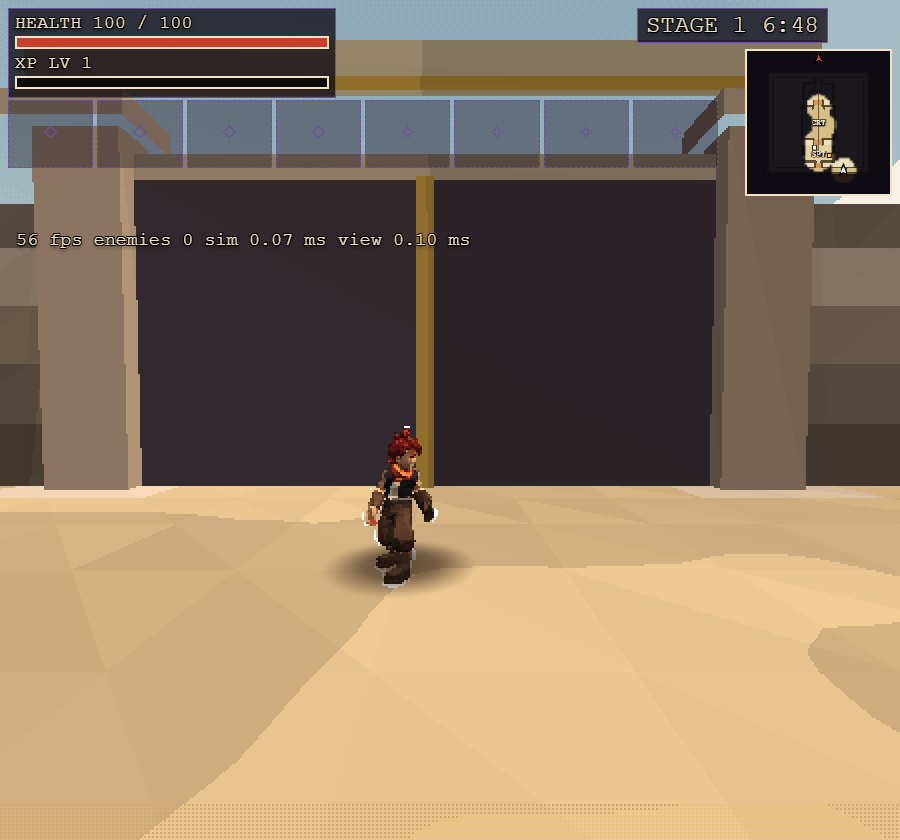 HEALTH 100 / 100
STAGE 1 6:48
XP LV 1
CRT
56 fps enemies 0 sim 0.07 ms view 0.10 ms